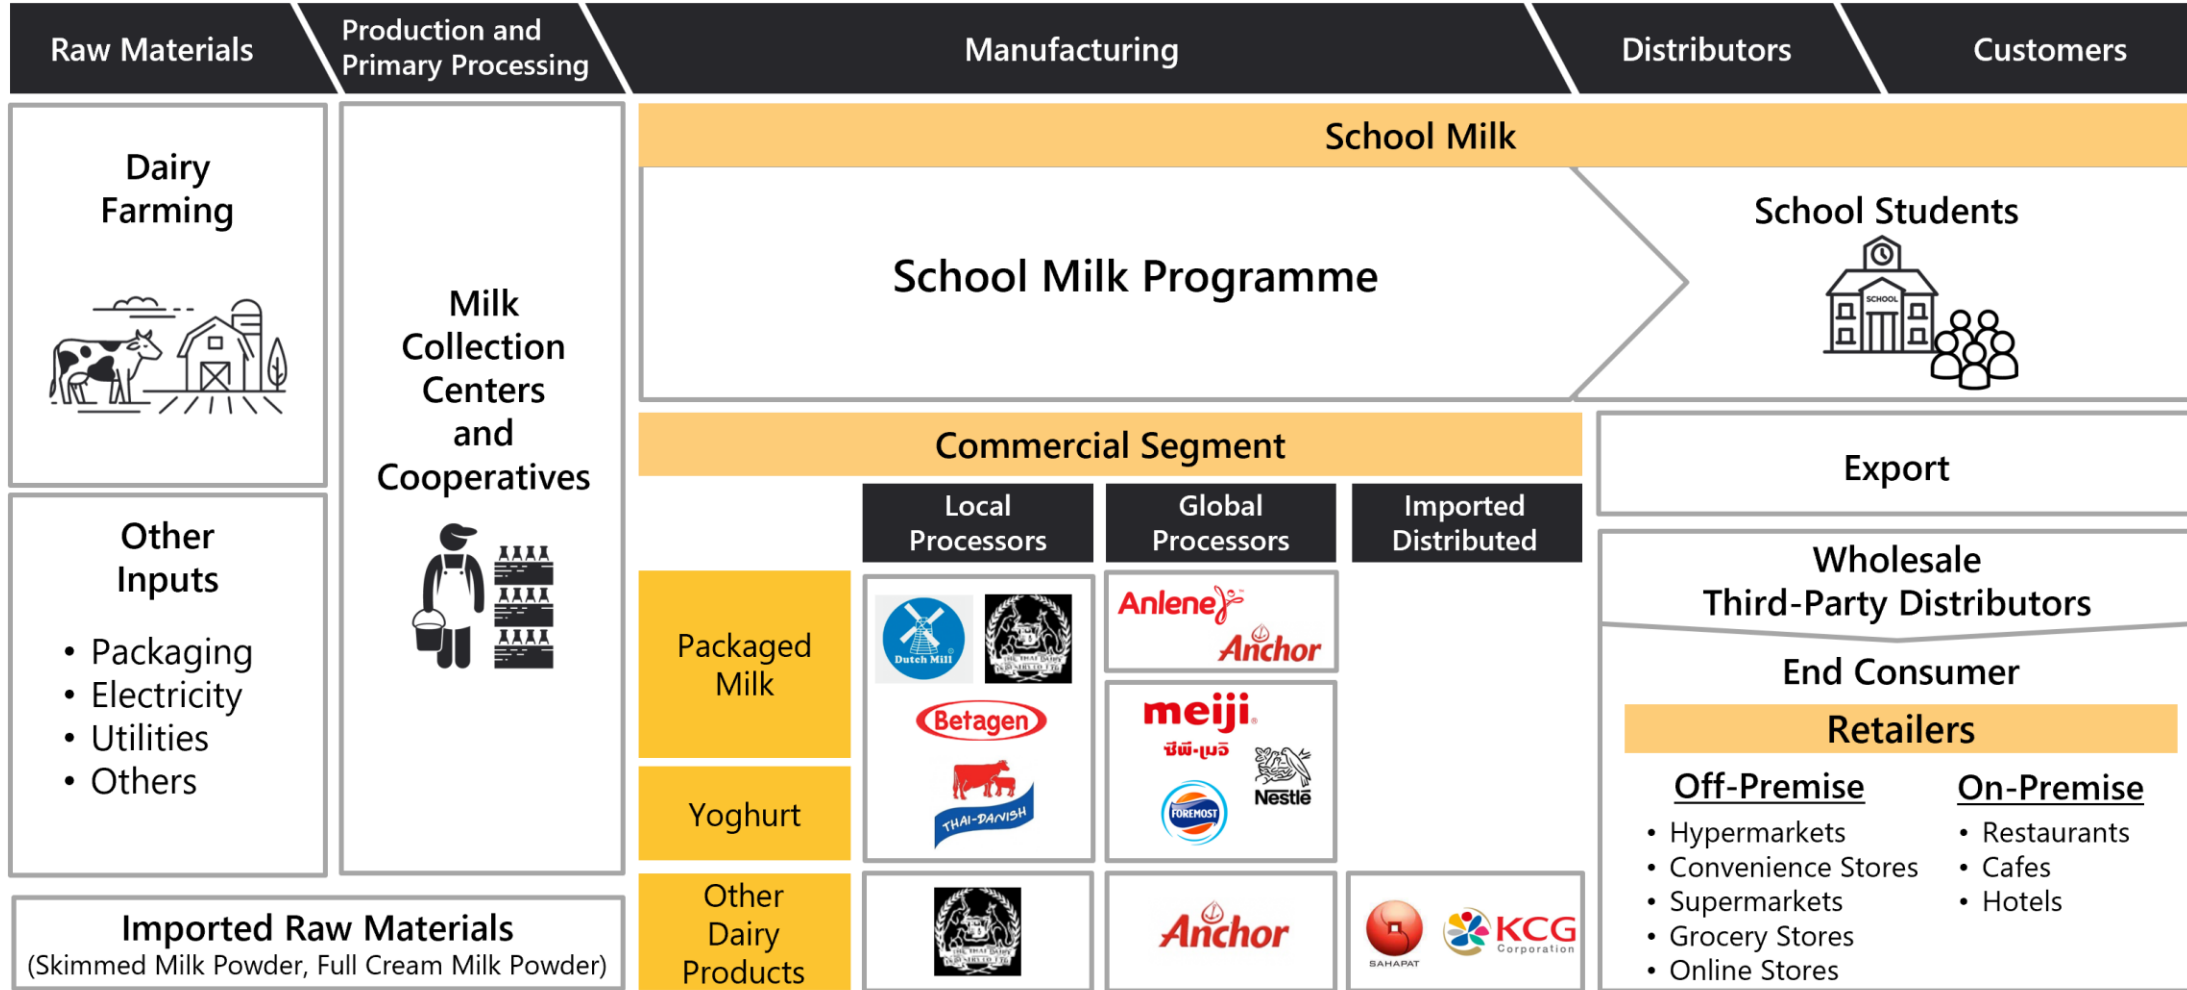 Raw Materials
Production and
Primary Processing
Manufacturing
Distributors
Customers
Dairy
Farming
Other
Inputs
• Packaging
• Electricity
• Utilities
• Others
Imported Raw Materials
(Skimmed Milk Powder, Full Cream Milk Powder)
Milk
Collection
Centers
and
Cooperatives
School Milk
School Milk Programme
School Students
SCHOOL
Commercial Segment
Local
Processors
Global
Processors
Imported
Distributed
Packaged
Milk
Yoghurt
Other
Dairy
Products
Dutch Mill
Betagen
THAI-DANISH
Anlene
Anchor
meiji
ซีพี-เมจิ
Nestlé
FOREMOST
Anchor
SAHAPAT
KCG
Corporation
Export
Wholesale
Third-Party Distributors
End Consumer
Retailers
Off-Premise
• Hypermarkets
• Convenience Stores
• Supermarkets
• Grocery Stores
• Online Stores
On-Premise
• Restaurants
• Cafes
• Hotels